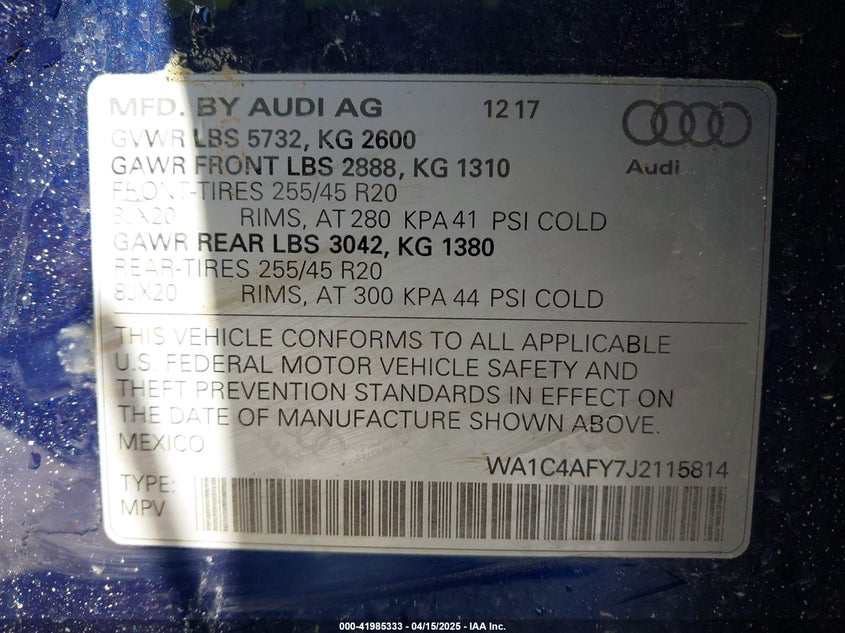 MFD. BY AUDI AG 12 17
GVWR LBS 5732, KG 2600
GAWR FRONT LBS 2888, KG 1310
Audi
FRONT-TIRES 255/45 R20
8JX20 RIMS, AT 280 KPA 41 PSI COLD
GAWR REAR LBS 3042, KG 1380
REAR-TIRES 255/45 R20
8JX20 RIMS, AT 300 KPA 44 PSI COLD
THIS VEHICLE CONFORMS TO ALL APPLICABLE
U.S. FEDERAL MOTOR VEHICLE SAFETY AND
THEFT PREVENTION STANDARDS IN EFFECT ON
THE DATE OF MANUFACTURE SHOWN ABOVE.
MEXICO
WA1C4AFY7J2115814
TYPE:
MPV
000-41985333 - 04/15/2025 - IAA Inc.